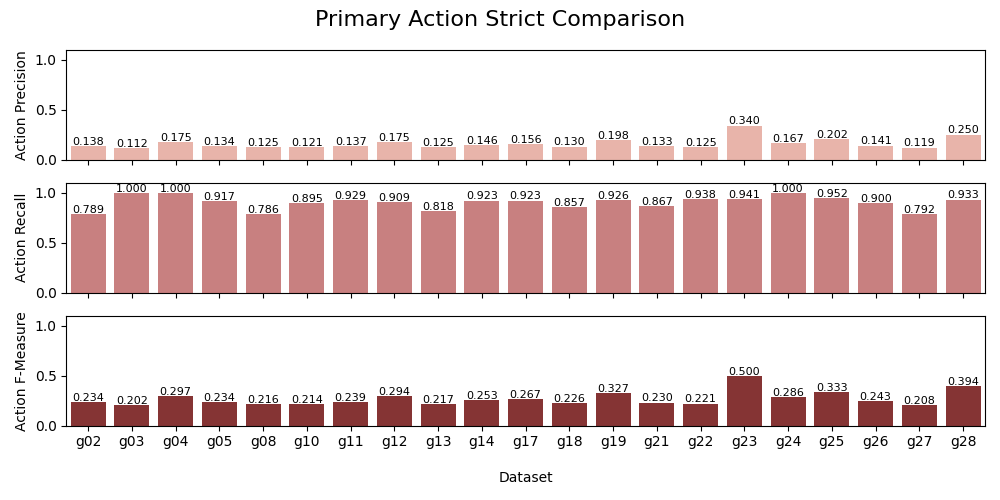 Primary Action Strict Comparison
Action Precision
1.0
0.5
0.0
0.138 0.112 0.175 0.134 0.125 0.121 0.137 0.175 0.125 0.146 0.156 0.130 0.198 0.133 0.125 0.340 0.167 0.202 0.141 0.119 0.250
Action Recall
1.0
0.5
0.0
0.789 1.000 1.000 0.917 0.786 0.895 0.929 0.909 0.818 0.923 0.923 0.857 0.926 0.867 0.938 0.941 1.000 0.952 0.900 0.792 0.933
Action F-Measure
1.0
0.5
0.0
0.234 0.202 0.297 0.234 0.216 0.214 0.239 0.294 0.217 0.253 0.267 0.226 0.327 0.230 0.221 0.500 0.286 0.333 0.243 0.208 0.394
g02 g03 g04 g05 g08 g10 g11 g12 g13 g14 g17 g18 g19 g21 g22 g23 g24 g25 g26 g27 g28
Dataset